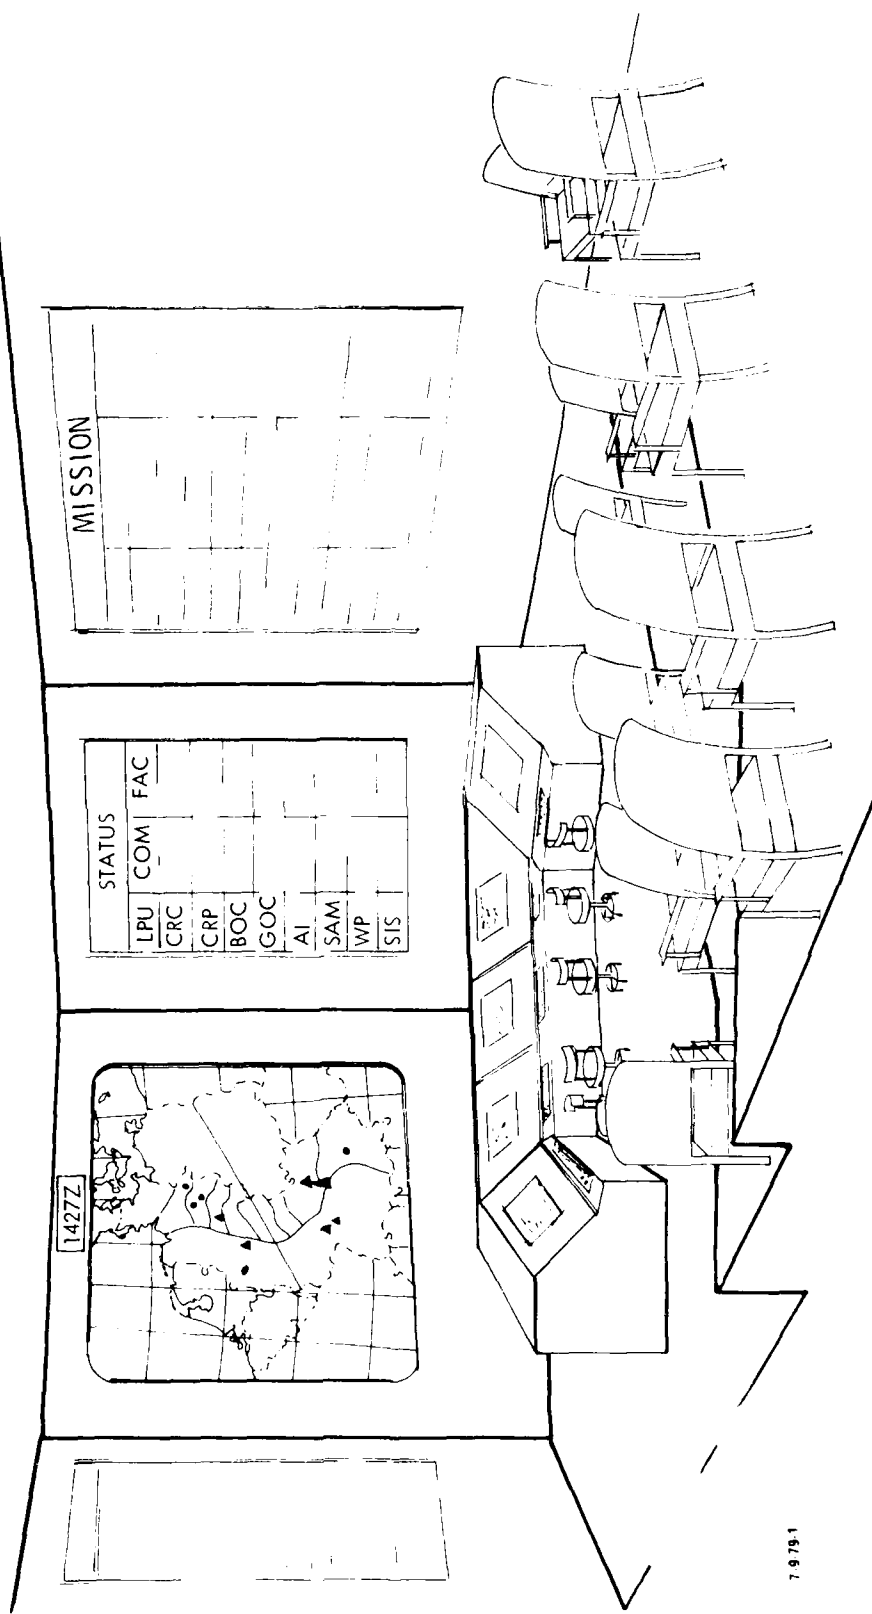 1427Z
STATUS
COM FAC
LPU
CRC
CRP
BOC
GOC
AI
SAM
WP
SIS
MISSION
7-9-79-1